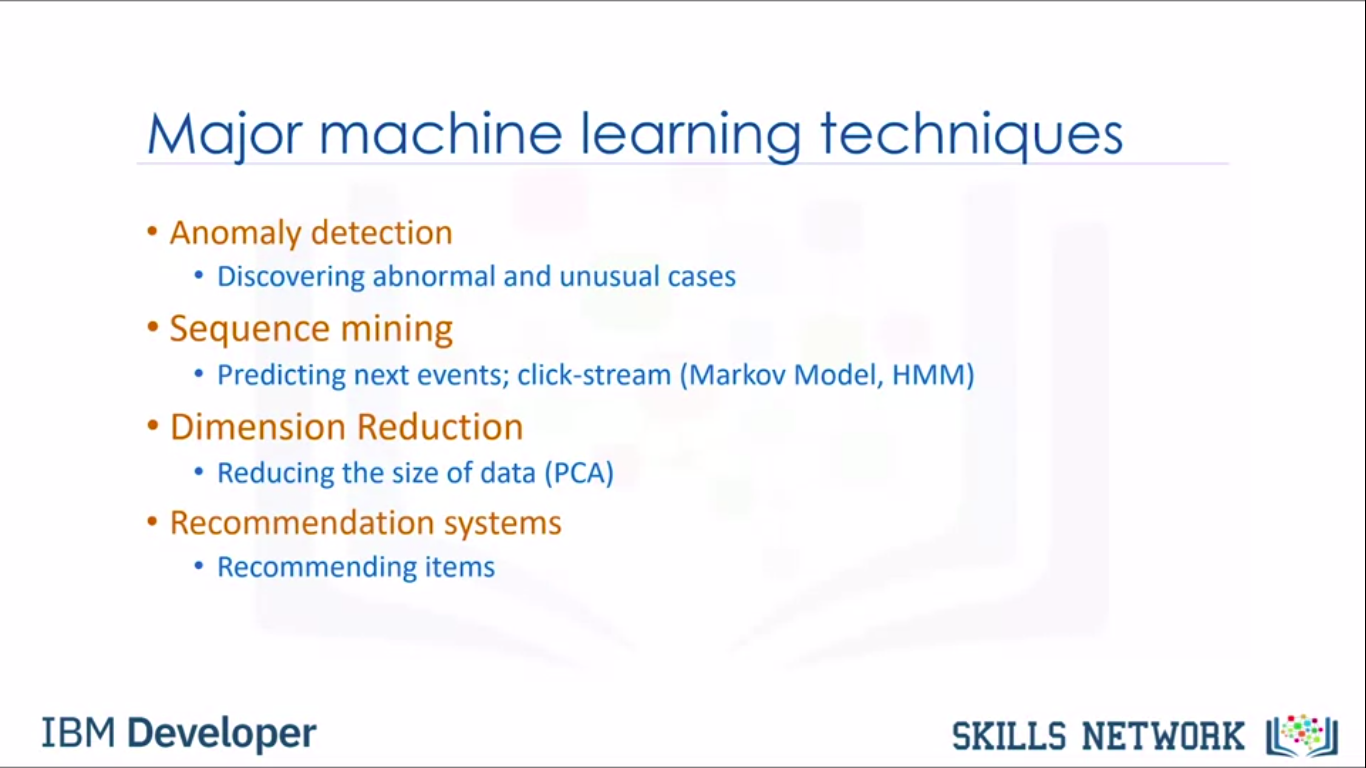 Major machine learning techniques
• Anomaly detection
• Discovering abnormal and unusual cases
• Sequence mining
• Predicting next events; click-stream (Markov Model, HMM)
• Dimension Reduction
• Reducing the size of data (PCA)
• Recommendation systems
• Recommending items
IBM Developer
SKILLS NETWORK